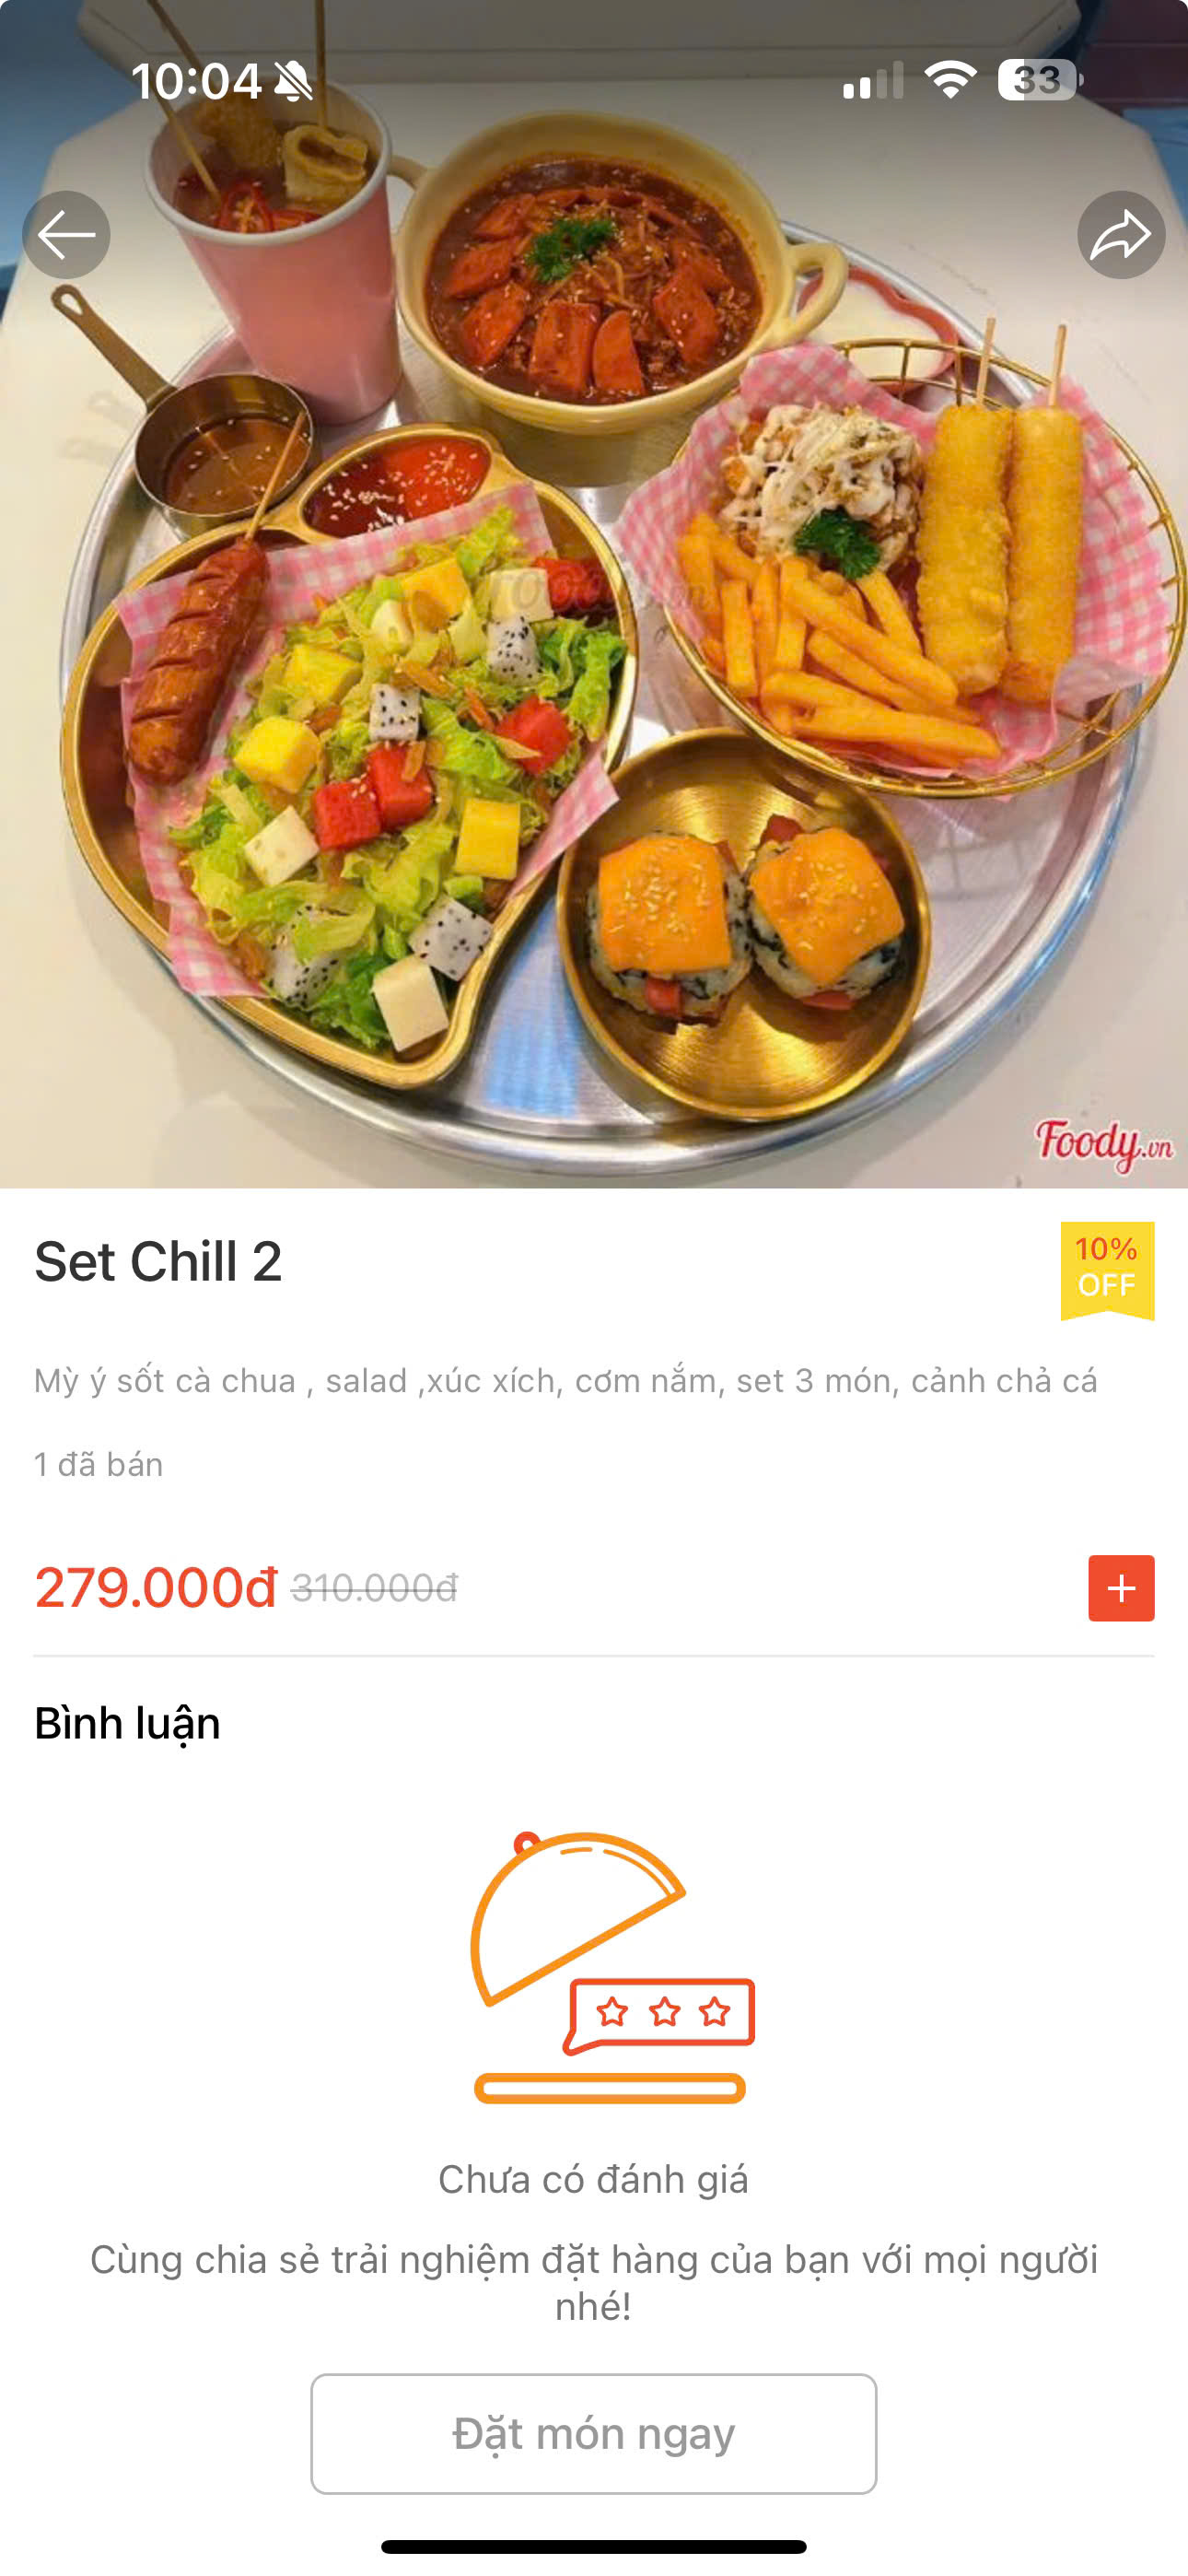 10:04
33
Foody.vn
Set Chill 2
10%
OFF
Mỳ ý sốt cà chua , salad ,xúc xích, cơm nắm, set 3 món, cảnh chả cá
1 đã bán
279.000đ 310.000đ
+
Bình luận
Chưa có đánh giá
Cùng chia sẻ trải nghiệm đặt hàng của bạn với mọi người
nhé!
Đặt món ngay